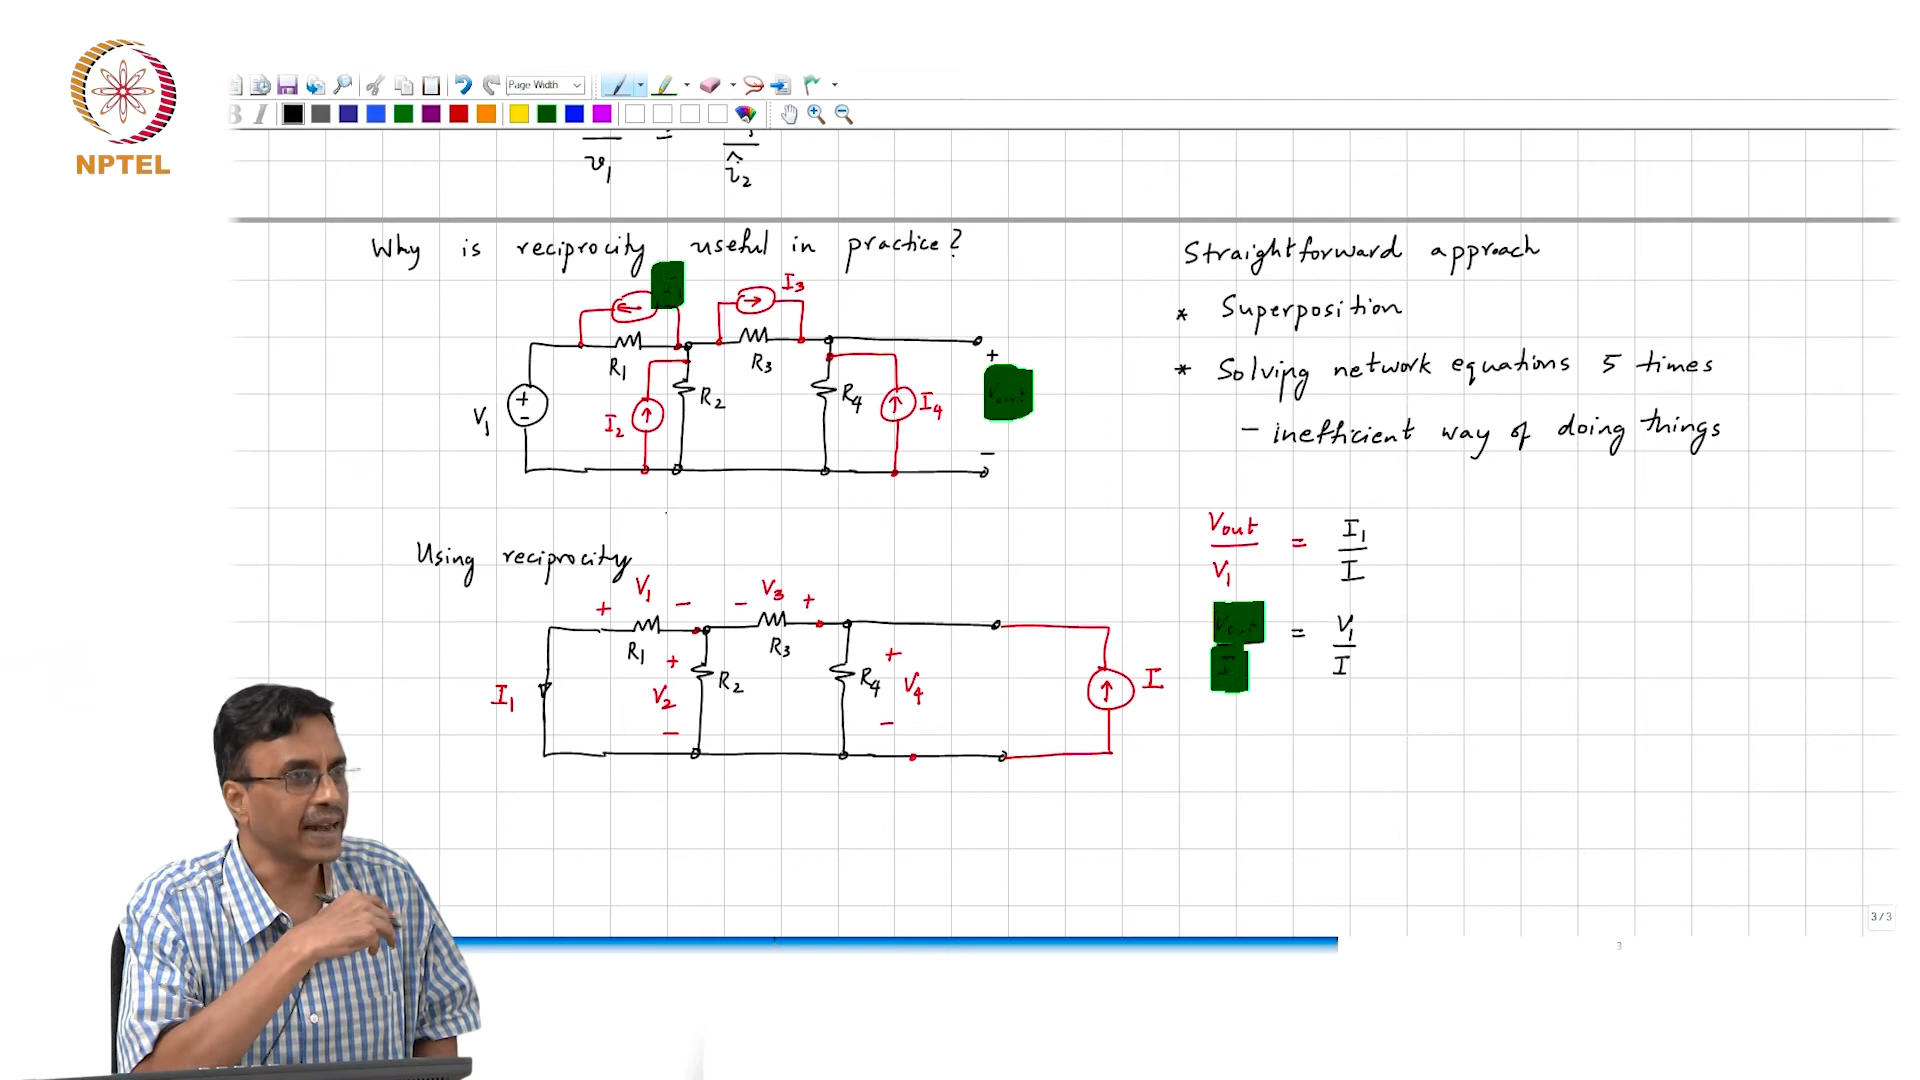 NPTEL
Page Width
B I
v1 = î2
Why is reciprocity useful in practice?
I3
R1
R3
+
V1
+
-
I2
R2
R4
I4
-
Straightforward approach
* Superposition
* Solving network equations 5 times
- inefficient way of doing things
Using reciprocity
+ V1 -
- V3 +
R1
R3
I1
+
V2
-
R2
R4
+
V4
-
I
Vout / V1 = I1 / I
Vout / I = V1 / I
3/3
3